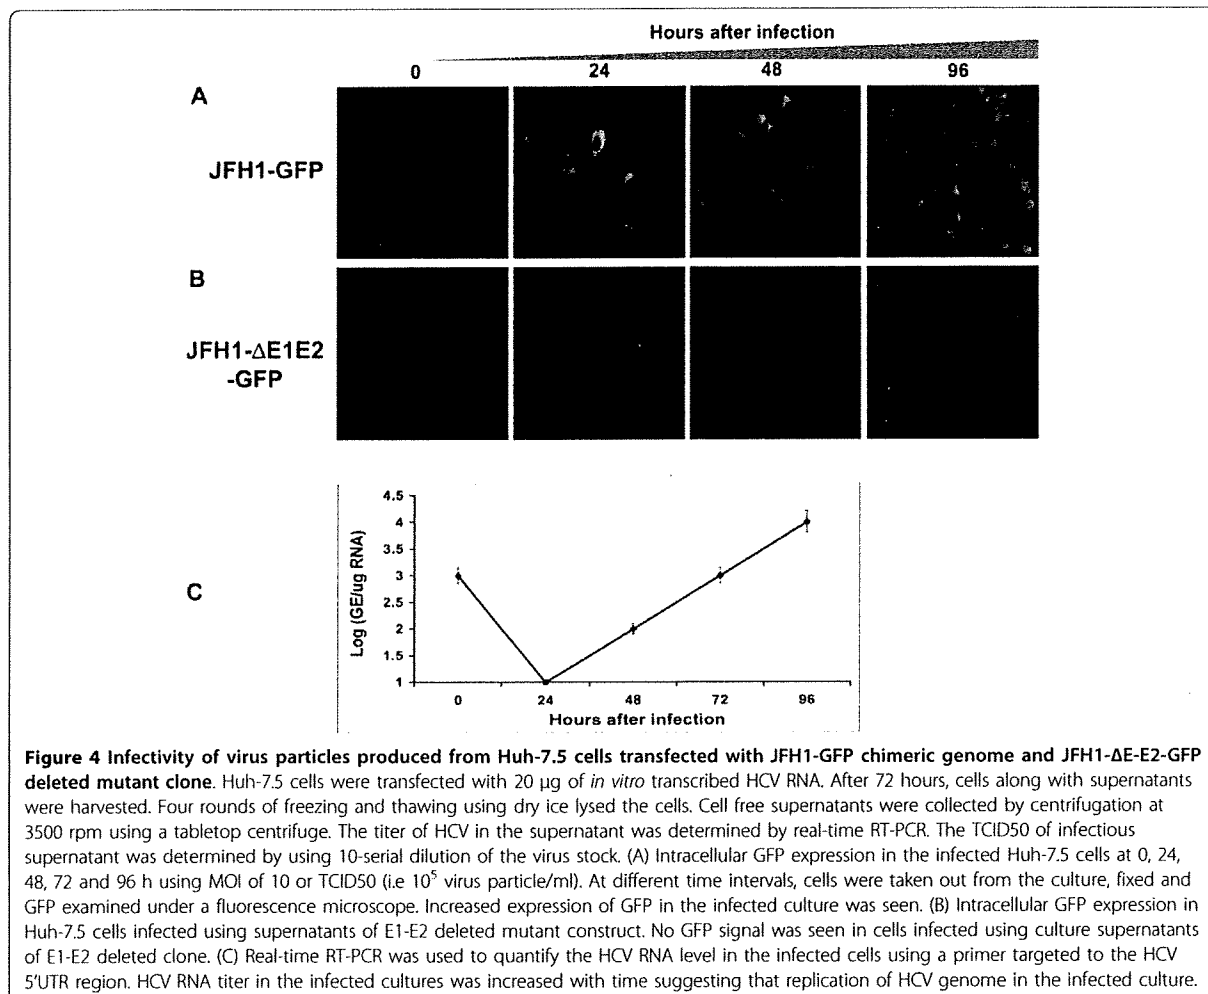 Hours after infection
0 24 48 96
A
JFH1-GFP
B
JFH1-ΔE1E2
-GFP
C
Log (GE/ug RNA)
4.5
4
3.5
3
2.5
2
1.5
1
0 24 48 72 96
Hours after infection
Figure 4 Infectivity of virus particles produced from Huh-7.5 cells transfected with JFH1-GFP chimeric genome and JFH1-ΔE-E2-GFP
deleted mutant clone. Huh-7.5 cells were transfected with 20 μg of in vitro transcribed HCV RNA. After 72 hours, cells along with supernatants
were harvested. Four rounds of freezing and thawing using dry ice lysed the cells. Cell free supernatants were collected by centrifugation at
3500 rpm using a tabletop centrifuge. The titer of HCV in the supernatant was determined by real-time RT-PCR. The TCID50 of infectious
supernatant was determined by using 10-serial dilution of the virus stock. (A) Intracellular GFP expression in the infected Huh-7.5 cells at 0, 24,
48, 72 and 96 h using MOI of 10 or TCID50 (i.e 10⁵ virus particle/ml). At different time intervals, cells were taken out from the culture, fixed and
GFP examined under a fluorescence microscope. Increased expression of GFP in the infected culture was seen. (B) Intracellular GFP expression in
Huh-7.5 cells infected using supernatants of E1-E2 deleted mutant construct. No GFP signal was seen in cells infected using culture supernatants
of E1-E2 deleted clone. (C) Real-time RT-PCR was used to quantify the HCV RNA level in the infected cells using a primer targeted to the HCV
5'UTR region. HCV RNA titer in the infected cultures was increased with time suggesting that replication of HCV genome in the infected culture.